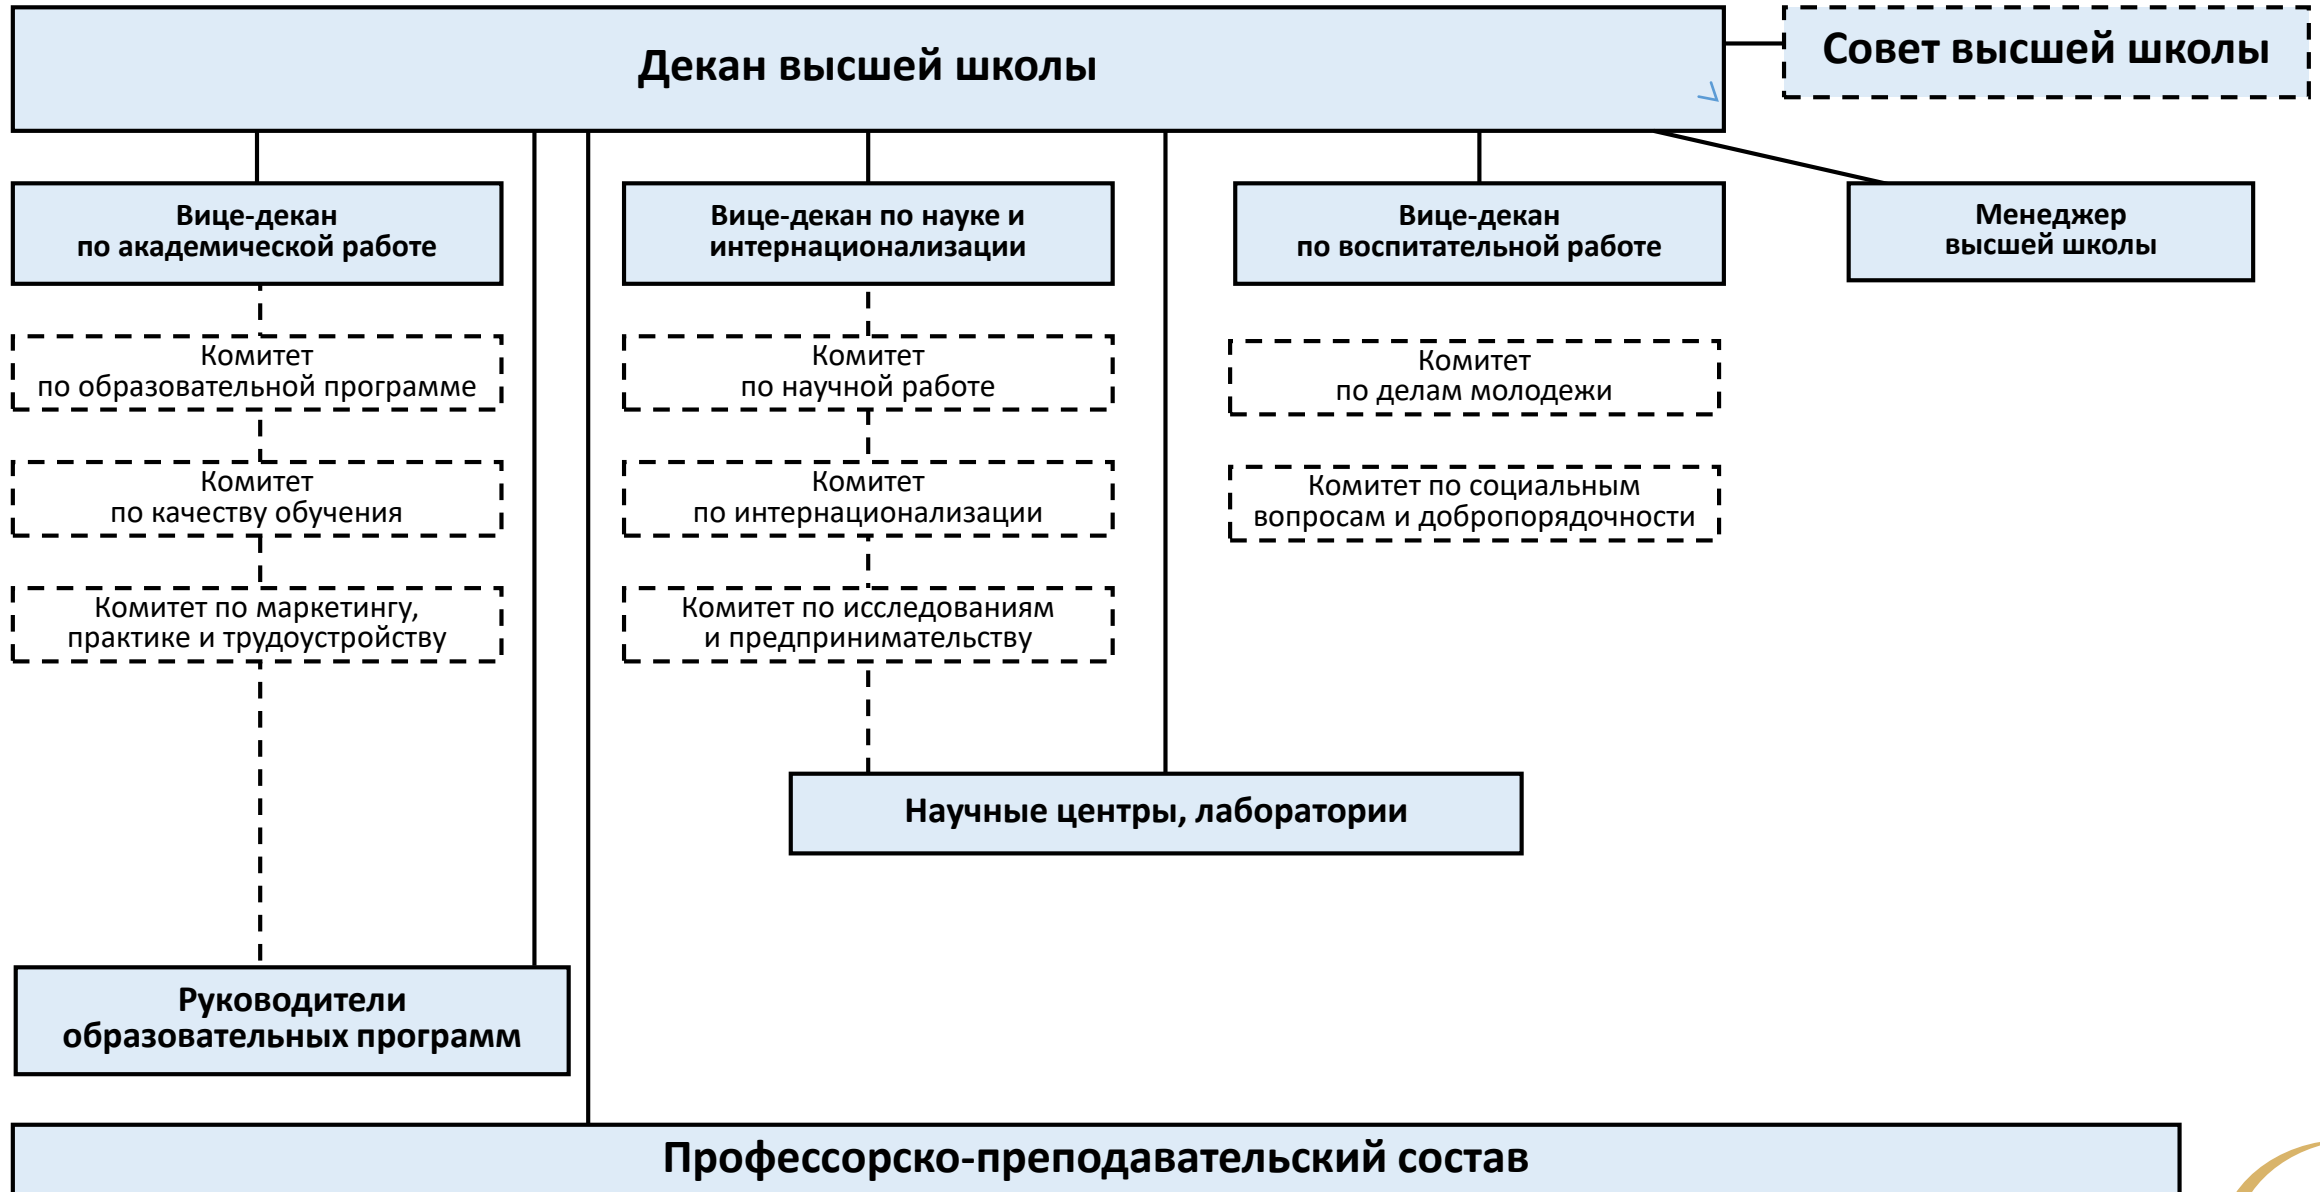 Декан высшей школы
Совет высшей школы
Вице-декан
по академической работе
Вице-декан по науке и
интернационализации
Вице-декан
по воспитательной работе
Менеджер
высшей школы
Комитет
по образовательной программе
Комитет
по научной работе
Комитет
по делам молодежи
Комитет
по качеству обучения
Комитет
по интернационализации
Комитет по социальным
вопросам и добропорядочности
Комитет по маркетингу,
практике и трудоустройству
Комитет по исследованиям
и предпринимательству
Научные центры, лаборатории
Руководители
образовательных программ
Профессорско-преподавательский состав